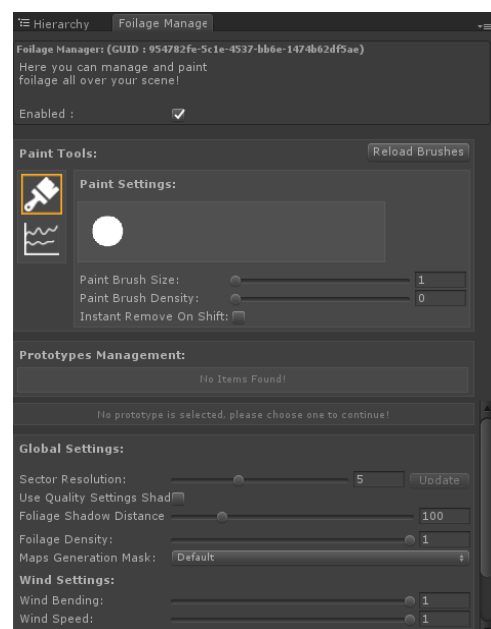 Hierarchy
Foilage Manage
Foilage Manager: (GUID : 954782fe-5c1e-4537-bb6e-1474b62df5ae)
Here you can manage and paint
foilage all over your scene!
Enabled :
Paint Tools:
Reload Brushes
Paint Settings:
Paint Brush Size: 1
Paint Brush Density: 0
Instant Remove On Shift:
Prototypes Management:
No Items Found!
No prototype is selected, please choose one to continue!
Global Settings:
Sector Resolution: 5 Update
Use Quality Settings Shad
Foliage Shadow Distance 100
Foilage Density: 1
Maps Generation Mask: Default
Wind Settings:
Wind Bending: 1
Wind Speed: 1